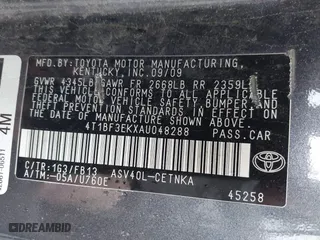 BY: TOYOTA MOTOR MANUFACTURING,
KENTUCKY, INC. 09/09
GVWR 4345LB GAWR FR 2668LB RR 2359LB
THIS VEHICLE CONFORMS TO ALL APPLICABLE
FEDERAL MOTOR VEHICLE SAFETY, BUMPER, AND
THEFT PREVENTION STANDARDS IN EFFECT ON
THE DATE OF MANUFACTURE SHOWN ABOVE.
4T1BF3EKXAU048288 PASS. CAR
C/TR: 1G3/FB13 ASV40L-CETNKA
A/TM: -05A/U760E
TOYOTA
45258
4M